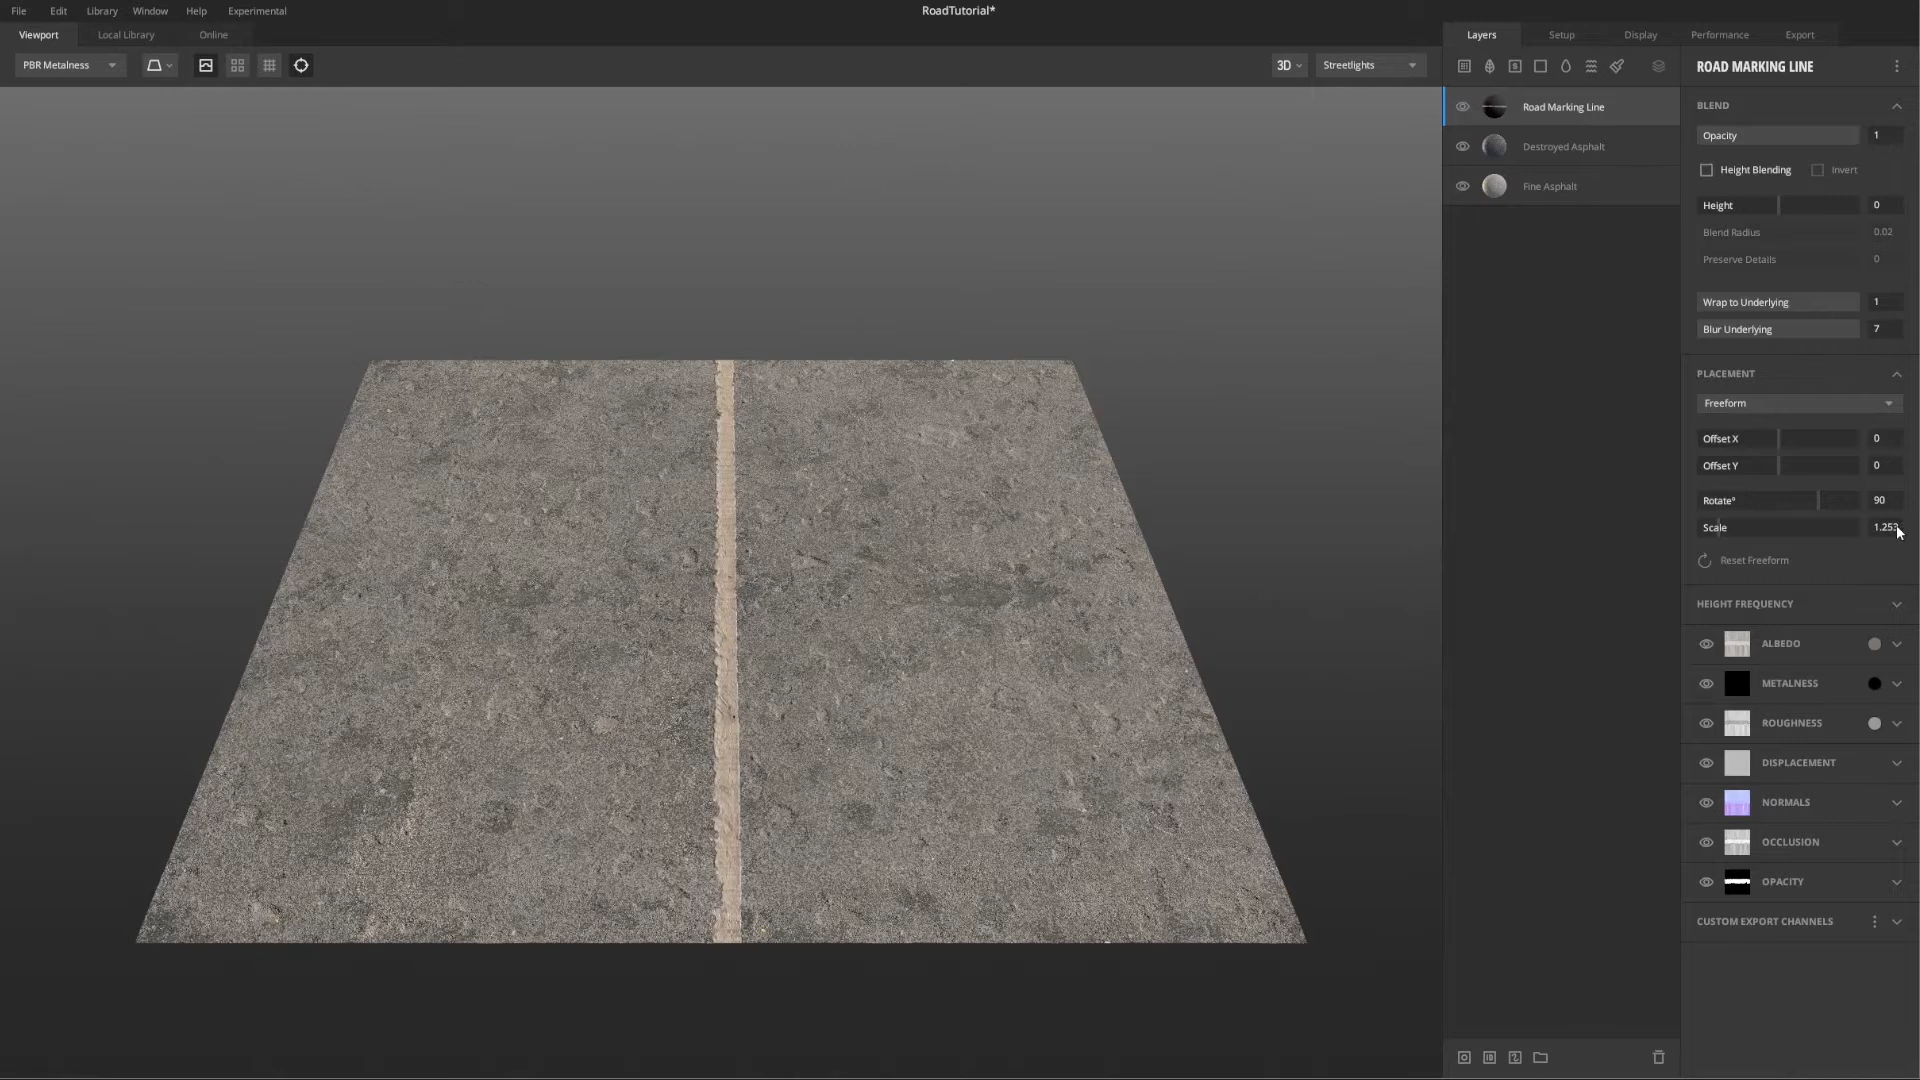 File Edit Library Window Help Experimental
RoadTutorial*
Viewport Local Library Online
Layers Setup Display Performance Export
PBR Metalness
3D Streetlights
ROAD MARKING LINE
Road Marking Line
Destroyed Asphalt
Fine Asphalt
BLEND
Opacity 1
Height Blending Invert
Height 0
Blend Radius 0.02
Preserve Details 0
Wrap to Underlying 1
Blur Underlying 7
PLACEMENT
Freeform
Offset X 0
Offset Y 0
Rotate° 90
Scale 1.253
Reset Freeform
HEIGHT FREQUENCY
ALBEDO
METALNESS
ROUGHNESS
DISPLACEMENT
NORMALS
OCCLUSION
OPACITY
CUSTOM EXPORT CHANNELS